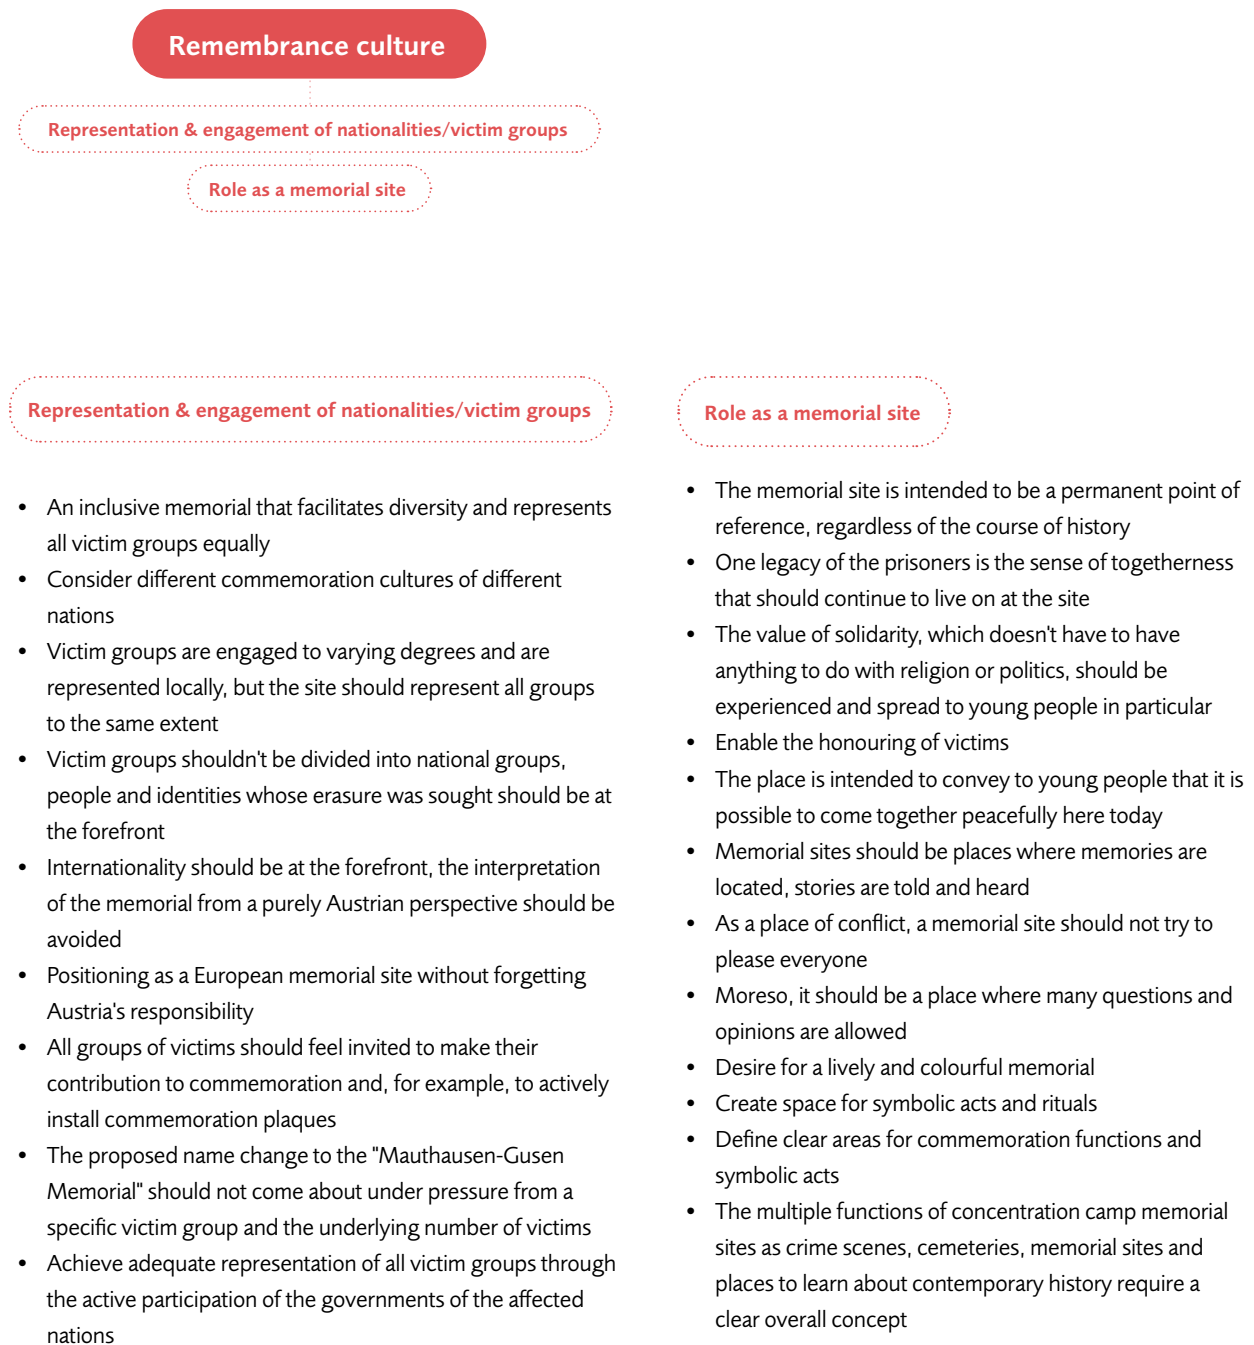 Remembrance culture
Representation & engagement of nationalities/victim groups
Role as a memorial site
Representation & engagement of nationalities/victim groups
• An inclusive memorial that facilitates diversity and represents
all victim groups equally
• Consider different commemoration cultures of different
nations
• Victim groups are engaged to varying degrees and are
represented locally, but the site should represent all groups
to the same extent
• Victim groups shouldn't be divided into national groups,
people and identities whose erasure was sought should be at
the forefront
• Internationality should be at the forefront, the interpretation
of the memorial from a purely Austrian perspective should be
avoided
• Positioning as a European memorial site without forgetting
Austria's responsibility
• All groups of victims should feel invited to make their
contribution to commemoration and, for example, to actively
install commemoration plaques
• The proposed name change to the "Mauthausen-Gusen
Memorial" should not come about under pressure from a
specific victim group and the underlying number of victims
• Achieve adequate representation of all victim groups through
the active participation of the governments of the affected
nations
Role as a memorial site
• The memorial site is intended to be a permanent point of
reference, regardless of the course of history
• One legacy of the prisoners is the sense of togetherness
that should continue to live on at the site
• The value of solidarity, which doesn't have to have
anything to do with religion or politics, should be
experienced and spread to young people in particular
• Enable the honouring of victims
• The place is intended to convey to young people that it is
possible to come together peacefully here today
• Memorial sites should be places where memories are
located, stories are told and heard
• As a place of conflict, a memorial site should not try to
please everyone
• Moreso, it should be a place where many questions and
opinions are allowed
• Desire for a lively and colourful memorial
• Create space for symbolic acts and rituals
• Define clear areas for commemoration functions and
symbolic acts
• The multiple functions of concentration camp memorial
sites as crime scenes, cemeteries, memorial sites and
places to learn about contemporary history require a
clear overall concept